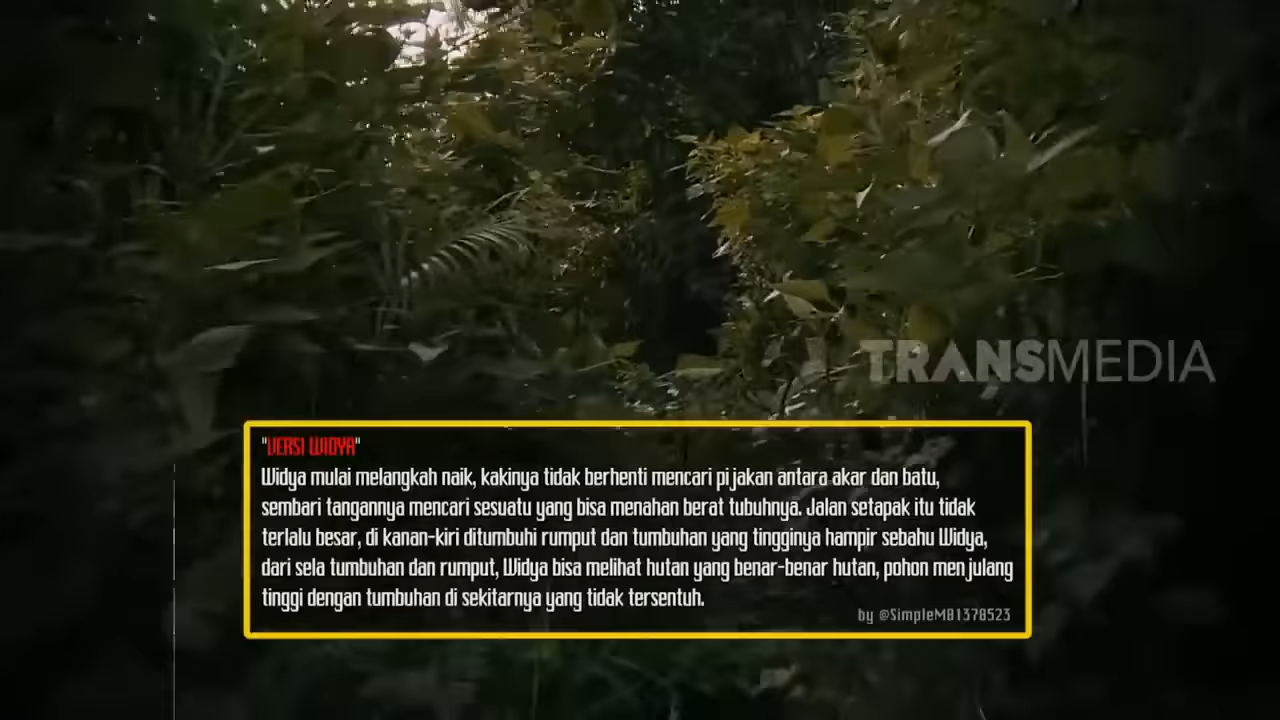 TRANSMEDIA
"VERSI WIDYA"
Widya mulai melangkah naik, kakinya tidak berhenti mencari pijakan antara akar dan batu,
sembari tangannya mencari sesuatu yang bisa menahan berat tubuhnya. Jalan setapak itu tidak
terlalu besar, di kanan-kiri ditumbuhi rumput dan tumbuhan yang tingginya hampir sebahu Widya,
dari sela tumbuhan dan rumput, Widya bisa melihat hutan yang benar-benar hutan, pohon menjulang
tinggi dengan tumbuhan di sekitarnya yang tidak tersentuh.
by @SimpleM81378523